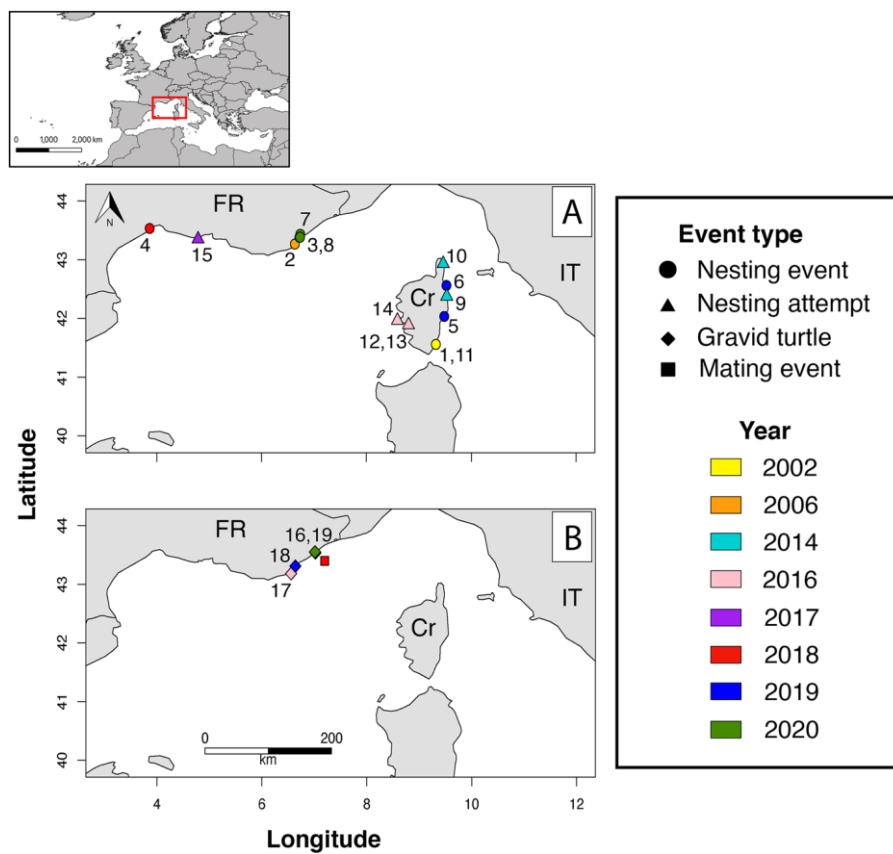 0 1,000 2,000 km
A
FR
N
44
43
42
41
40
4
15
7
3,8
2
10
6
Cr
9
14
5
12,13
1,11
IT
B
FR
44
43
42
41
40
16,19
18
17
Cr
IT
0 200
km
4 6 8 10 12
Latitude
Longitude
Event type
Nesting event
Nesting attempt
Gravid turtle
Mating event
Year
2002
2006
2014
2016
2017
2018
2019
2020